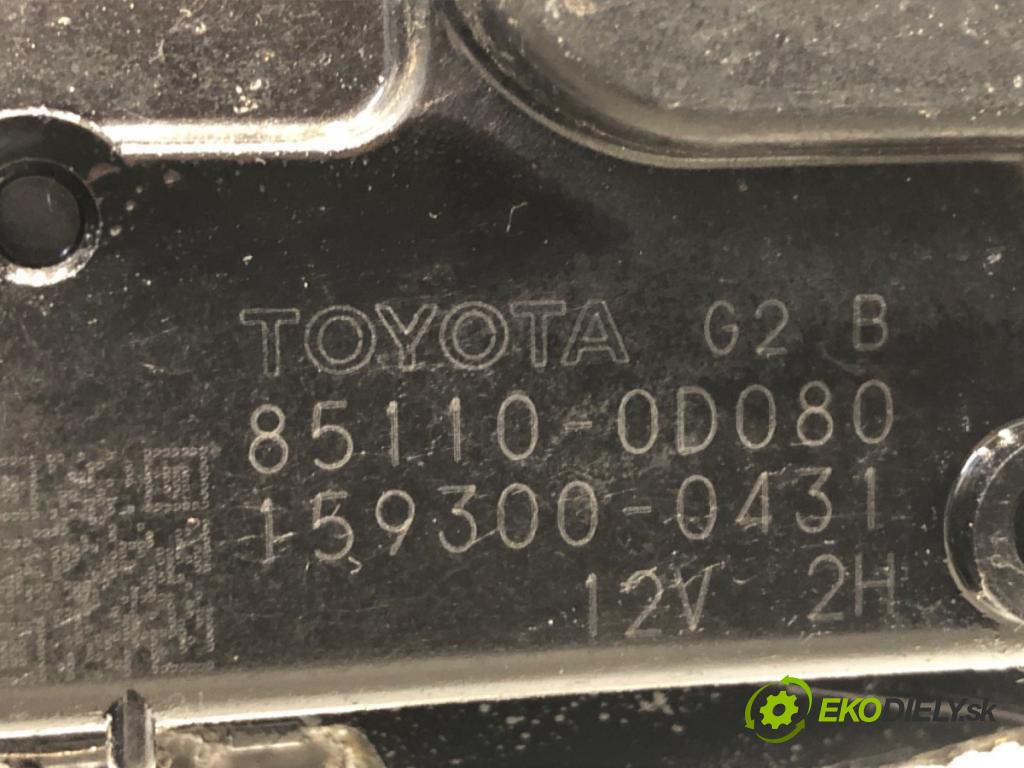 TOYOTA G2 B
85110-0D080
159300-0431
12V 2H
EKODIELY.sk